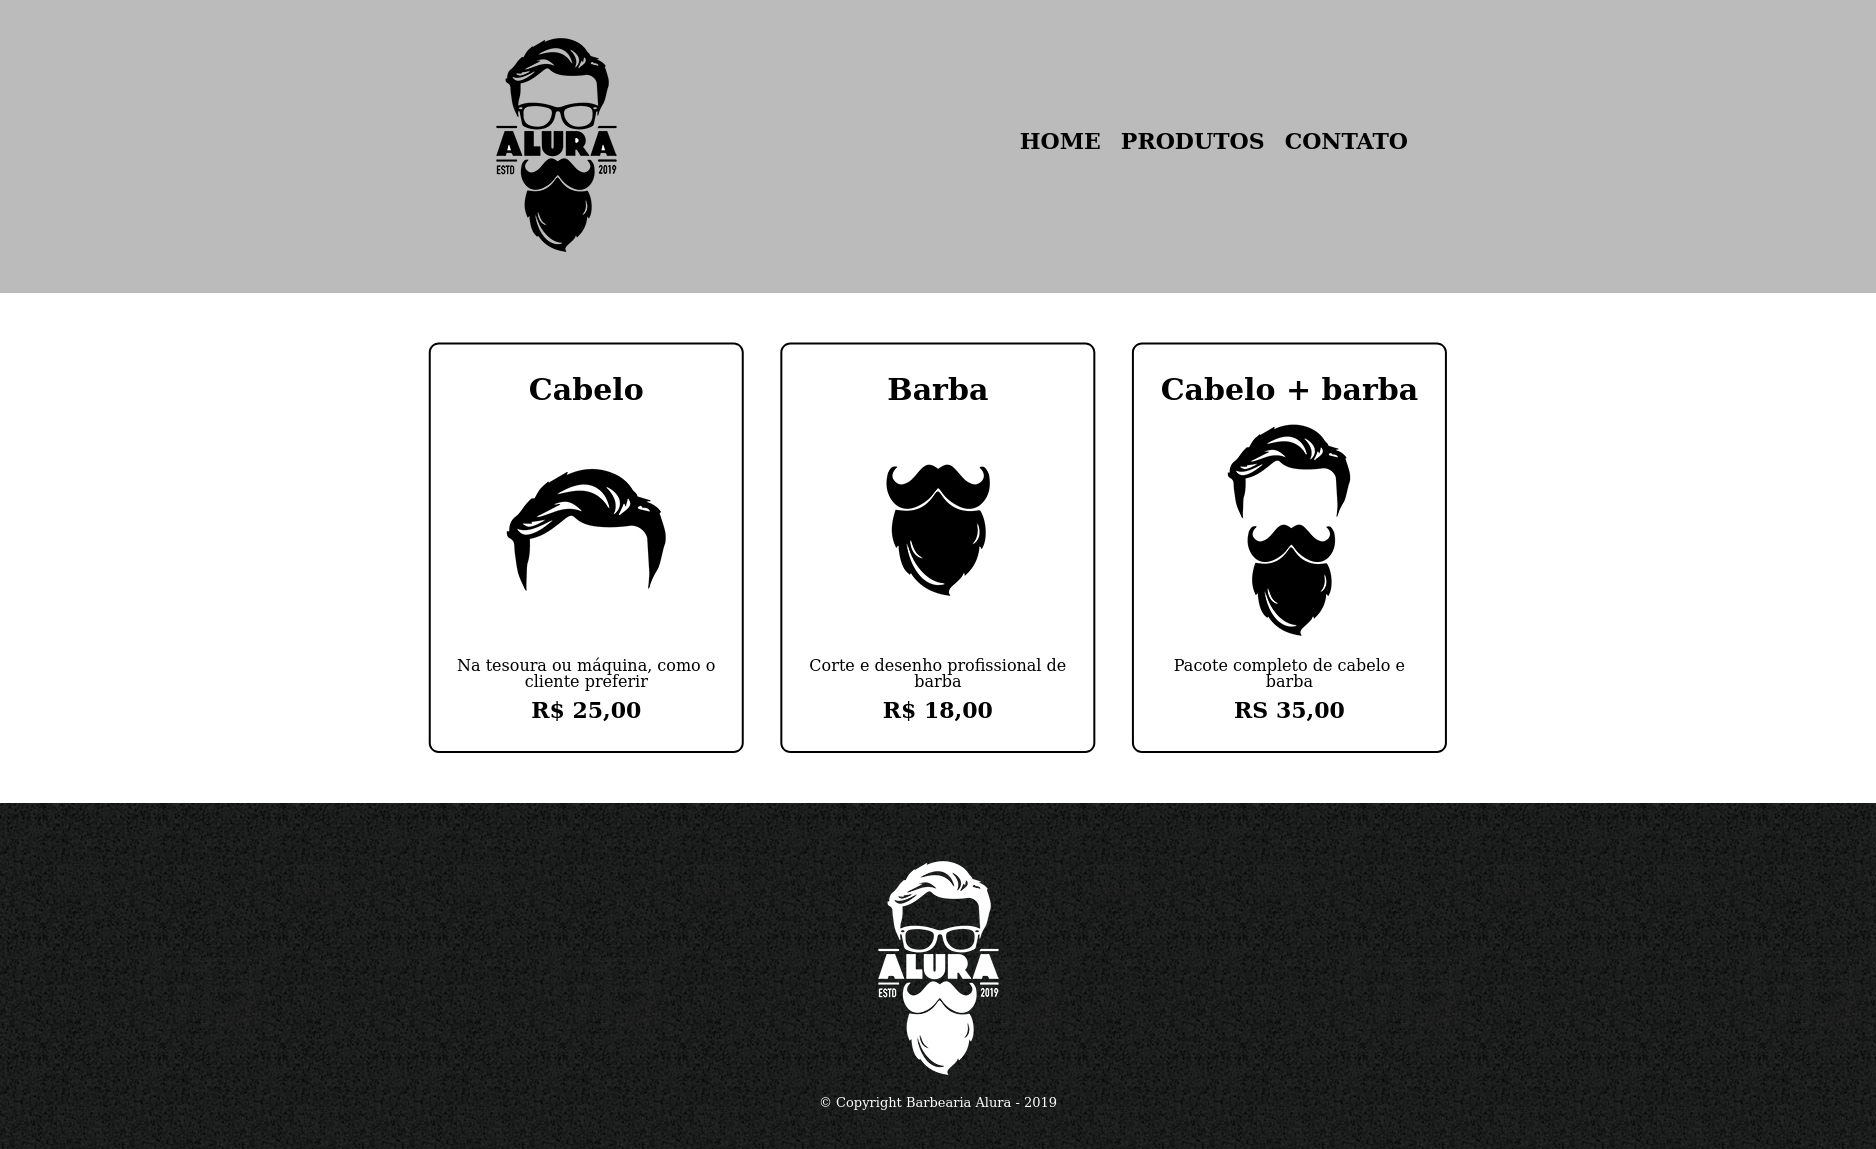 ALURA
ESTD 2019
HOME PRODUTOS CONTATO
Cabelo
Na tesoura ou máquina, como o
cliente preferir
R$ 25,00
Barba
Corte e desenho profissional de
barba
R$ 18,00
Cabelo + barba
Pacote completo de cabelo e
barba
RS 35,00
ALURA
ESTD 2019
© Copyright Barbearia Alura - 2019